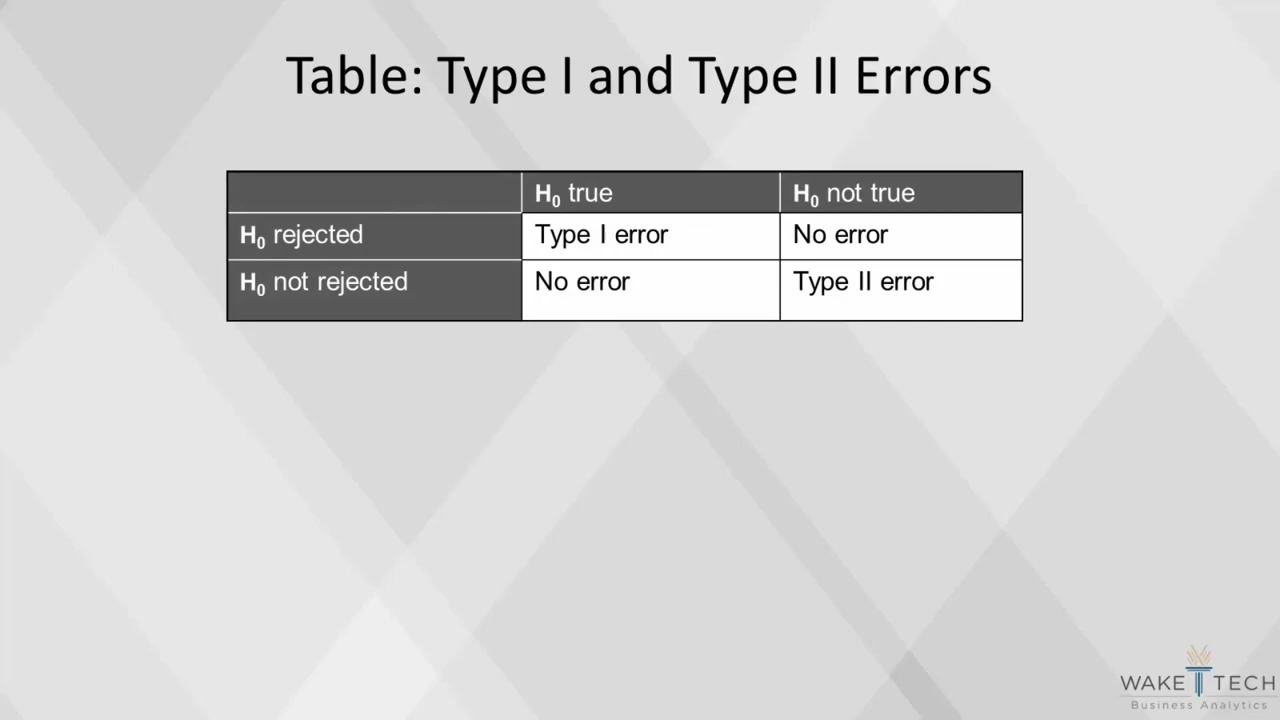 Table: Type I and Type II Errors
H0 true H0 not true
H0 rejected Type I error No error
H0 not rejected No error Type II error
WAKE TECH
Business Analytics